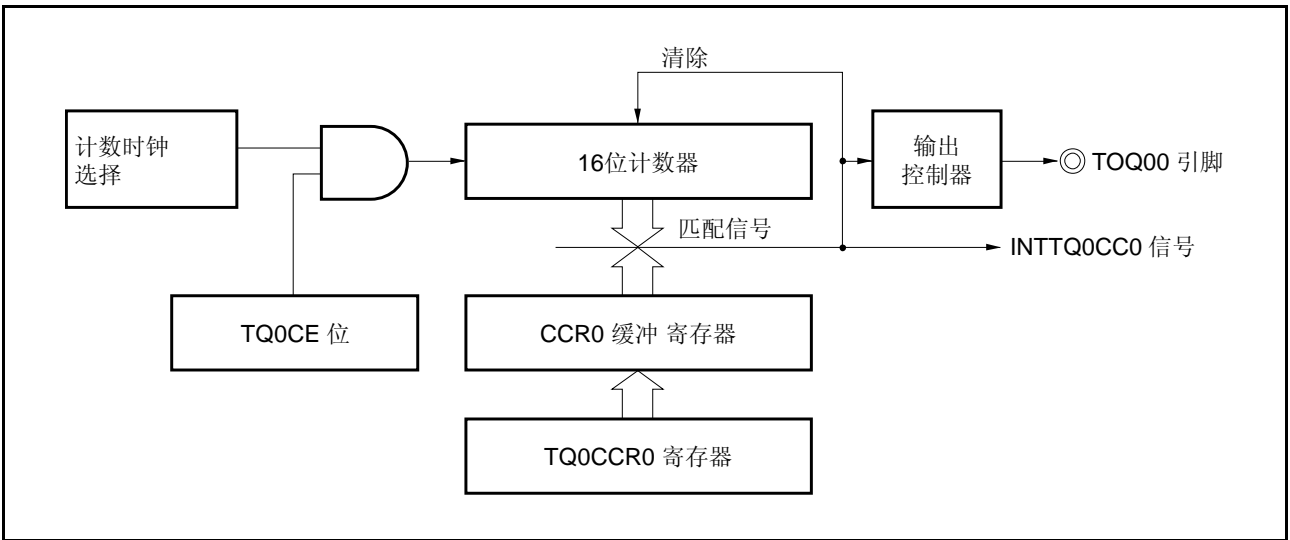 清除
计数时钟
选择
16位计数器
输出
控制器
TOQ00 引脚
匹配信号
INTTQ0CC0 信号
TQ0CE 位
CCR0 缓冲 寄存器
TQ0CCR0 寄存器